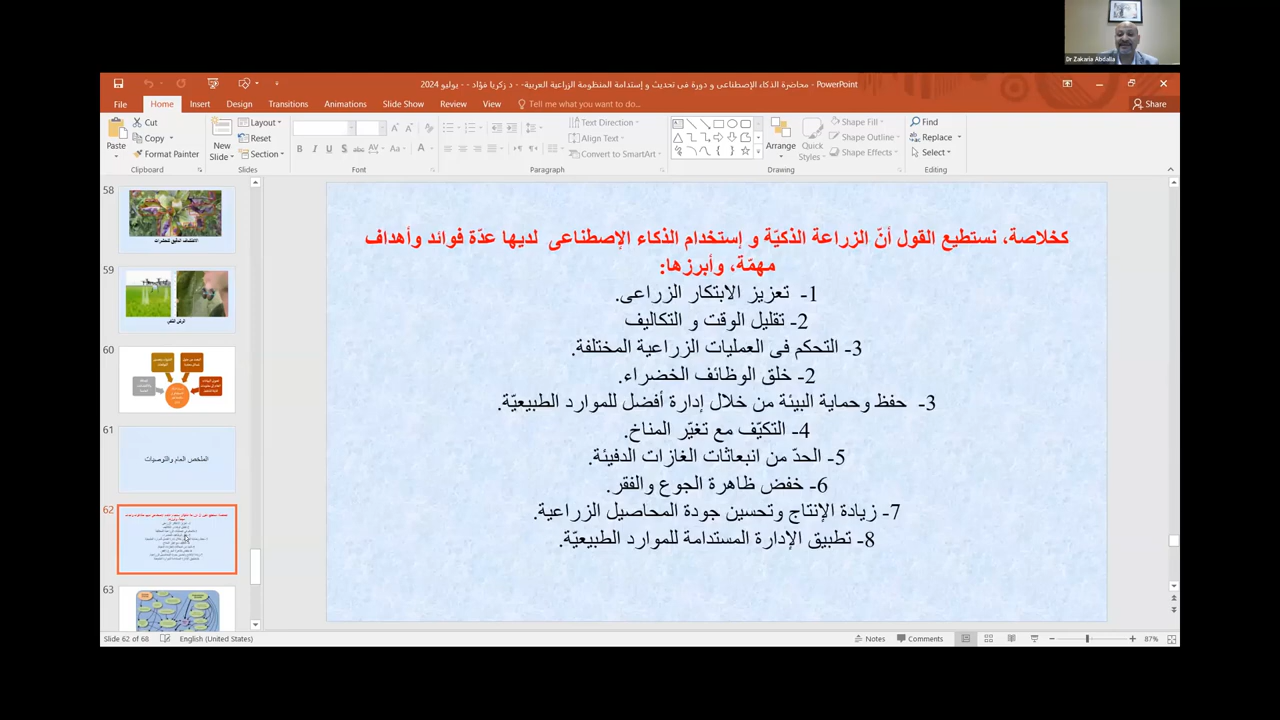 Dr Zakaria Abdalla
محاضرة الذكاء الإصطناعى و دورة فى تحديث و إستدامة المنظومة الزراعية العربية- د زكريا فؤاد - يوليو 2024 - PowerPoint
File Home Insert Design Transitions Animations Slide Show Review View Tell me what you want to do... Share
Paste
Cut
Copy
Format Painter
Clipboard
New Slide
Layout
Reset
Section
Slides
Font
Text Direction
Align Text
Convert to SmartArt
Paragraph
Arrange
Quick Styles
Shape Fill
Shape Outline
Shape Effects
Drawing
Find
Replace
Select
Editing
58
59
60
61
الملخص العام والتوصيات
62
63
كخلاصة، نستطيع القول أنّ الزراعة الذكيّة و إستخدام الذكاء الإصطناعى لديها عدّة فوائد وأهداف
مهمّة، وأبرزها:
1- تعزيز الابتكار الزراعى.
2- تقليل الوقت و التكاليف
3- التحكم فى العمليات الزراعية المختلفة.
2- خلق الوظائف الخضراء.
3- حفظ وحماية البيئة من خلال إدارة أفضل للموارد الطبيعيّة.
4- التكيّف مع تغيّر المناخ.
5- الحدّ من انبعاثات الغازات الدفيئة.
6- خفض ظاهرة الجوع والفقر.
7- زيادة الإنتاج وتحسين جودة المحاصيل الزراعية.
8- تطبيق الإدارة المستدامة للموارد الطبيعيّة.
Slide 62 of 68 English (United States) Notes Comments 87%